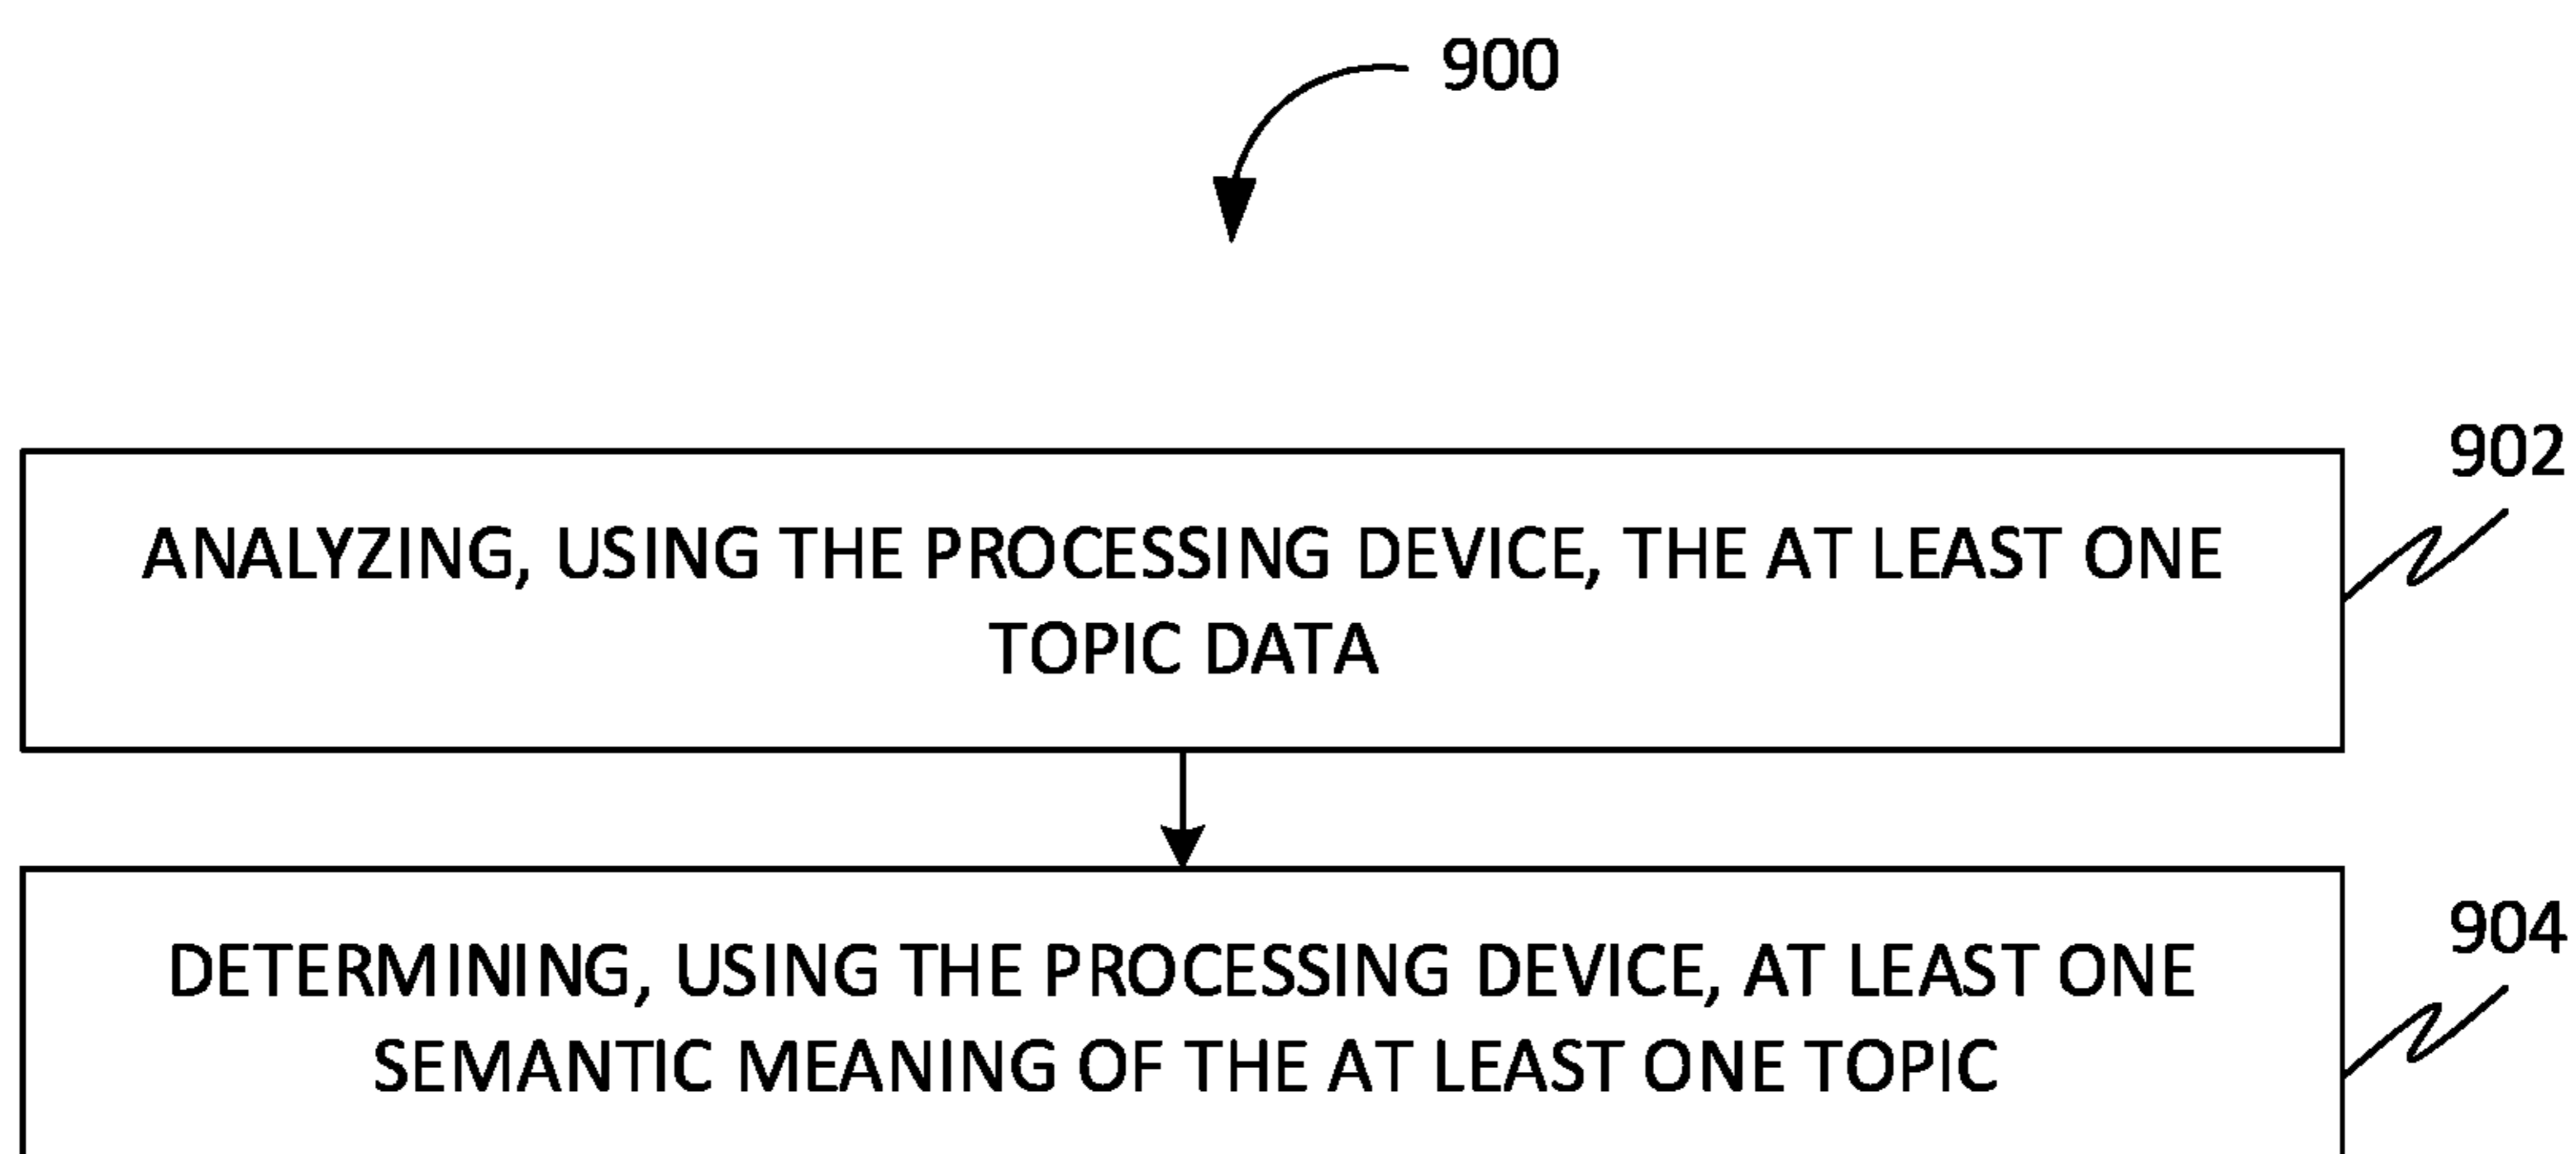 900
902
ANALYZING, USING THE PROCESSING DEVICE, THE AT LEAST ONE
TOPIC DATA
904
DETERMINING, USING THE PROCESSING DEVICE, AT LEAST ONE
SEMANTIC MEANING OF THE AT LEAST ONE TOPIC